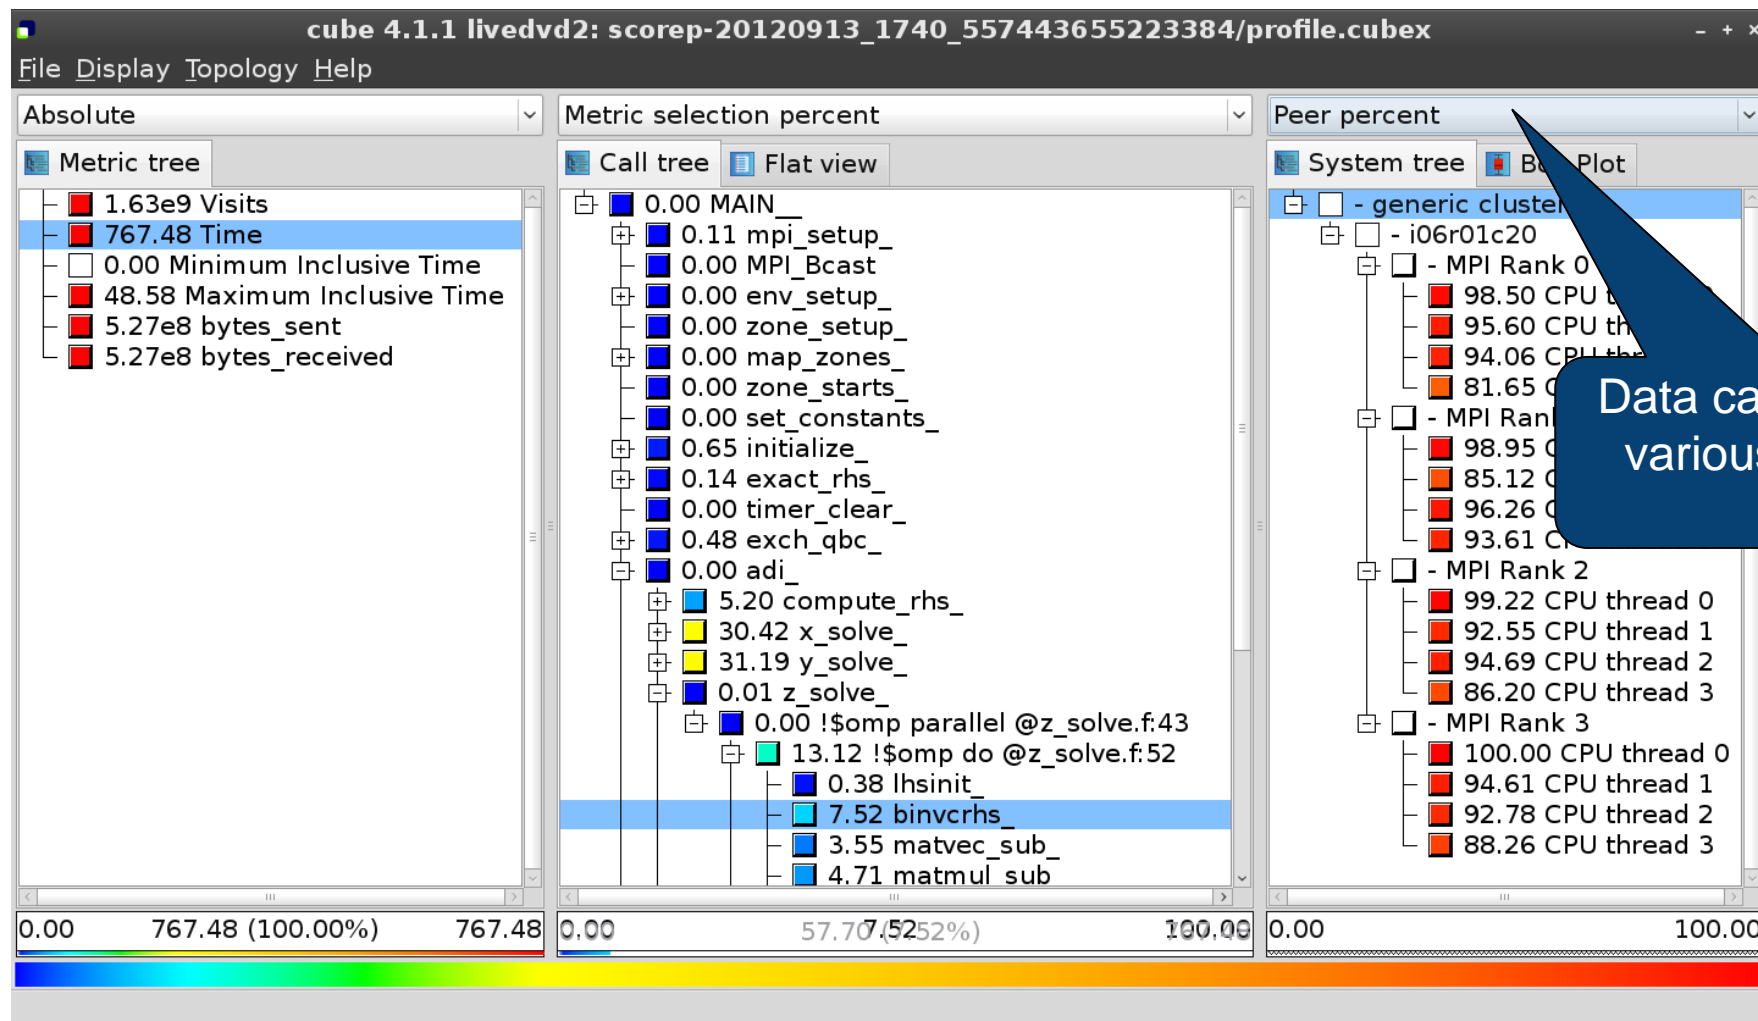 cube 4.1.1 livedvd2: scorep-20120913_1740_557443655223384/profile.cubex
File Display Topology Help
Absolute
Metric tree
1.63e9 Visits
767.48 Time
0.00 Minimum Inclusive Time
48.58 Maximum Inclusive Time
5.27e8 bytes_sent
5.27e8 bytes_received
0.00 767.48 (100.00%) 767.48
Metric selection percent
Call tree Flat view
0.00 MAIN__
0.11 mpi_setup_
0.00 MPI_Bcast
0.00 env_setup_
0.00 zone_setup_
0.00 map_zones_
0.00 zone_starts_
0.00 set_constants_
0.65 initialize_
0.14 exact_rhs_
0.00 timer_clear_
0.48 exch_qbc_
0.00 adi_
5.20 compute_rhs_
30.42 x_solve_
31.19 y_solve_
0.01 z_solve_
0.00 !$omp parallel @z_solve.f:43
13.12 !$omp do @z_solve.f:52
0.38 lhsinit_
7.52 binvcrhs_
3.55 matvec_sub_
4.71 matmul_sub
0.00 7.52 100.00
57.70 (7.52%)
Peer percent
System tree Plot
- generic cluster
- i06r01c20
- MPI Rank 0
98.50 CPU
95.60 CPU
94.06 CPU
81.65
- MPI Rank
98.95
85.12
96.26
93.61
- MPI Rank 2
99.22 CPU thread 0
92.55 CPU thread 1
94.69 CPU thread 2
86.20 CPU thread 3
- MPI Rank 3
100.00 CPU thread 0
94.61 CPU thread 1
92.78 CPU thread 2
88.26 CPU thread 3
0.00 100.00
Data